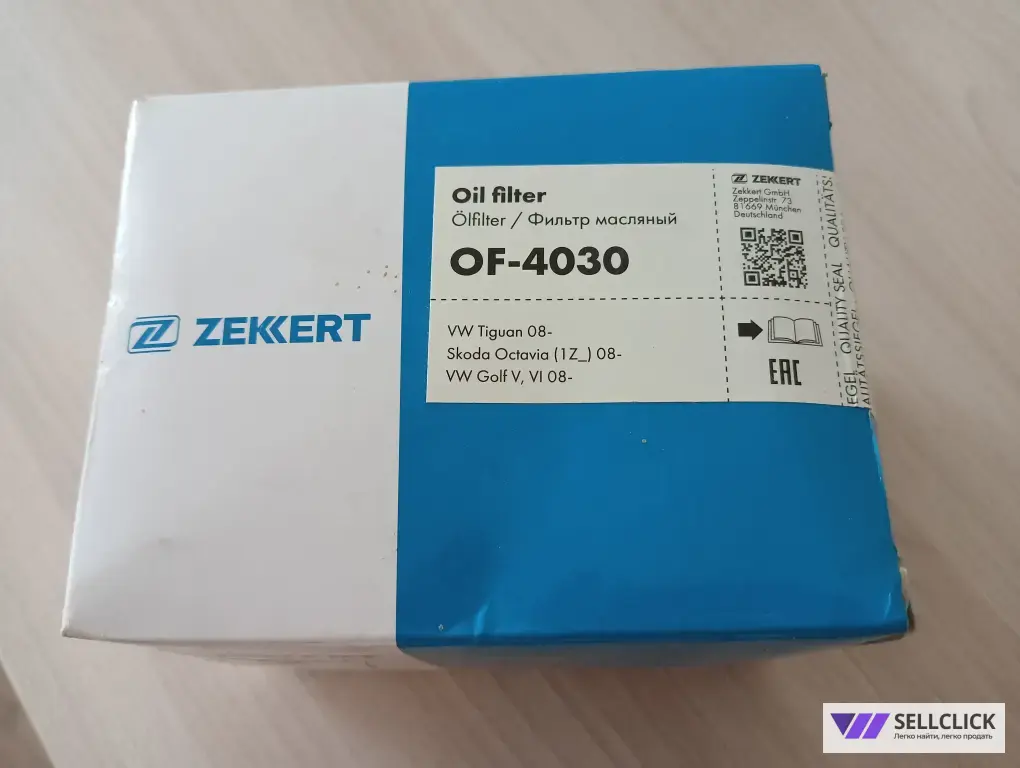 ZEKKERT
Oil filter
Ölfilter / Фильтр масляный
OF-4030
VW Tiguan 08-
Skoda Octavia (1Z_) 08-
VW Golf V, VI 08-
ZEKKERT
Zekkert GmbH
Zeppelinstr. 73
81669 München
Deutschland
EAC
QUALITY SEAL QUALITÄTS
SELLCLICK
Легко найти, легко продать